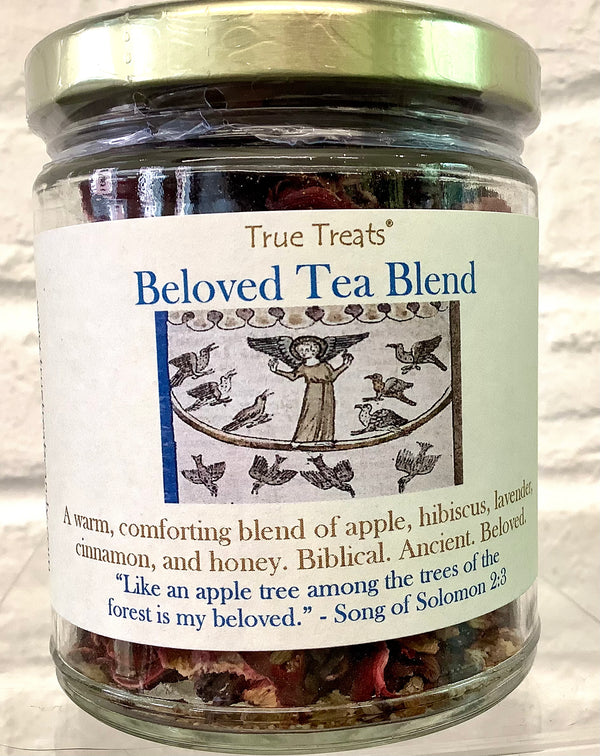 True Treats®
Beloved Tea Blend
A warm, comforting blend of apple, hibiscus, lavender,
cinnamon, and honey. Biblical. Ancient. Beloved.
“Like an apple tree among the trees of the
forest is my beloved.” - Song of Solomon 2:3